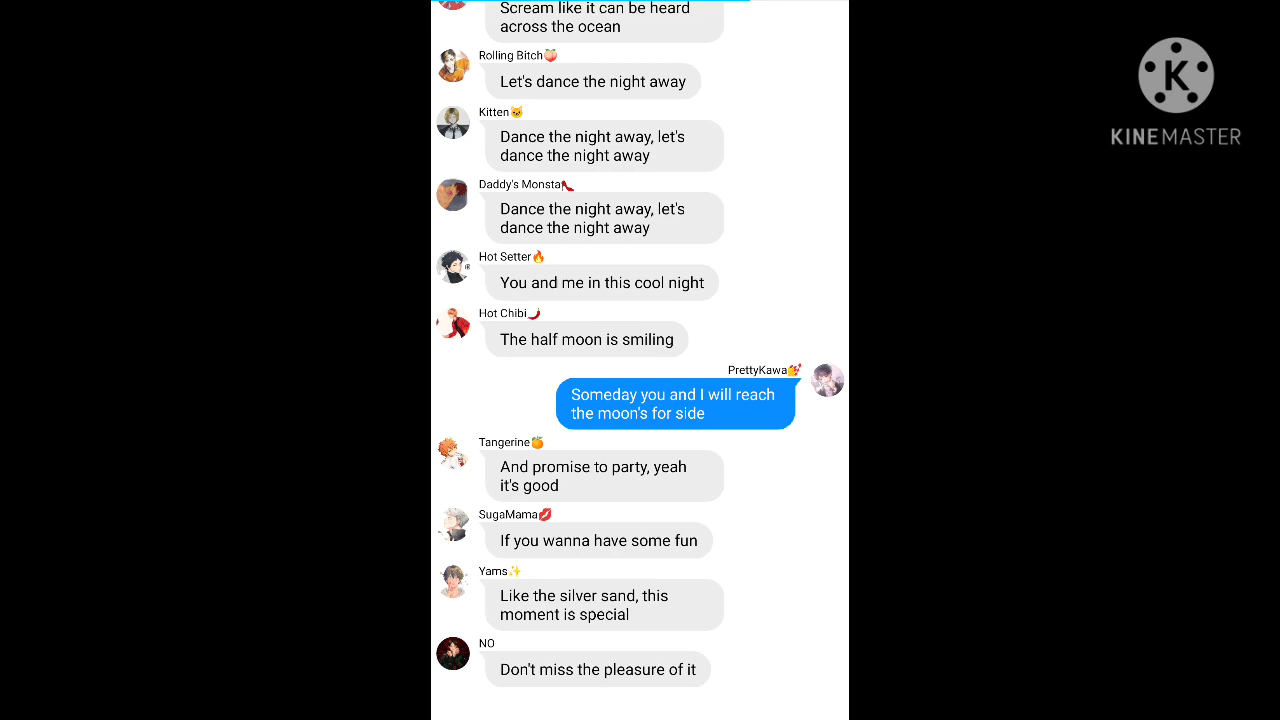 Scream like it can be heard
across the ocean
Rolling Bitch🍑
Let's dance the night away
Kitten🐱
Dance the night away, let's
dance the night away
Daddy's Monsta👠
Dance the night away, let's
dance the night away
Hot Setter🔥
You and me in this cool night
Hot Chibi🌶️
The half moon is smiling
PrettyKawa💅
Someday you and I will reach
the moon's for side
Tangerine🍊
And promise to party, yeah
it's good
SugaMama💋
If you wanna have some fun
Yams✨
Like the silver sand, this
moment is special
NO
Don't miss the pleasure of it
K
KINEMASTER